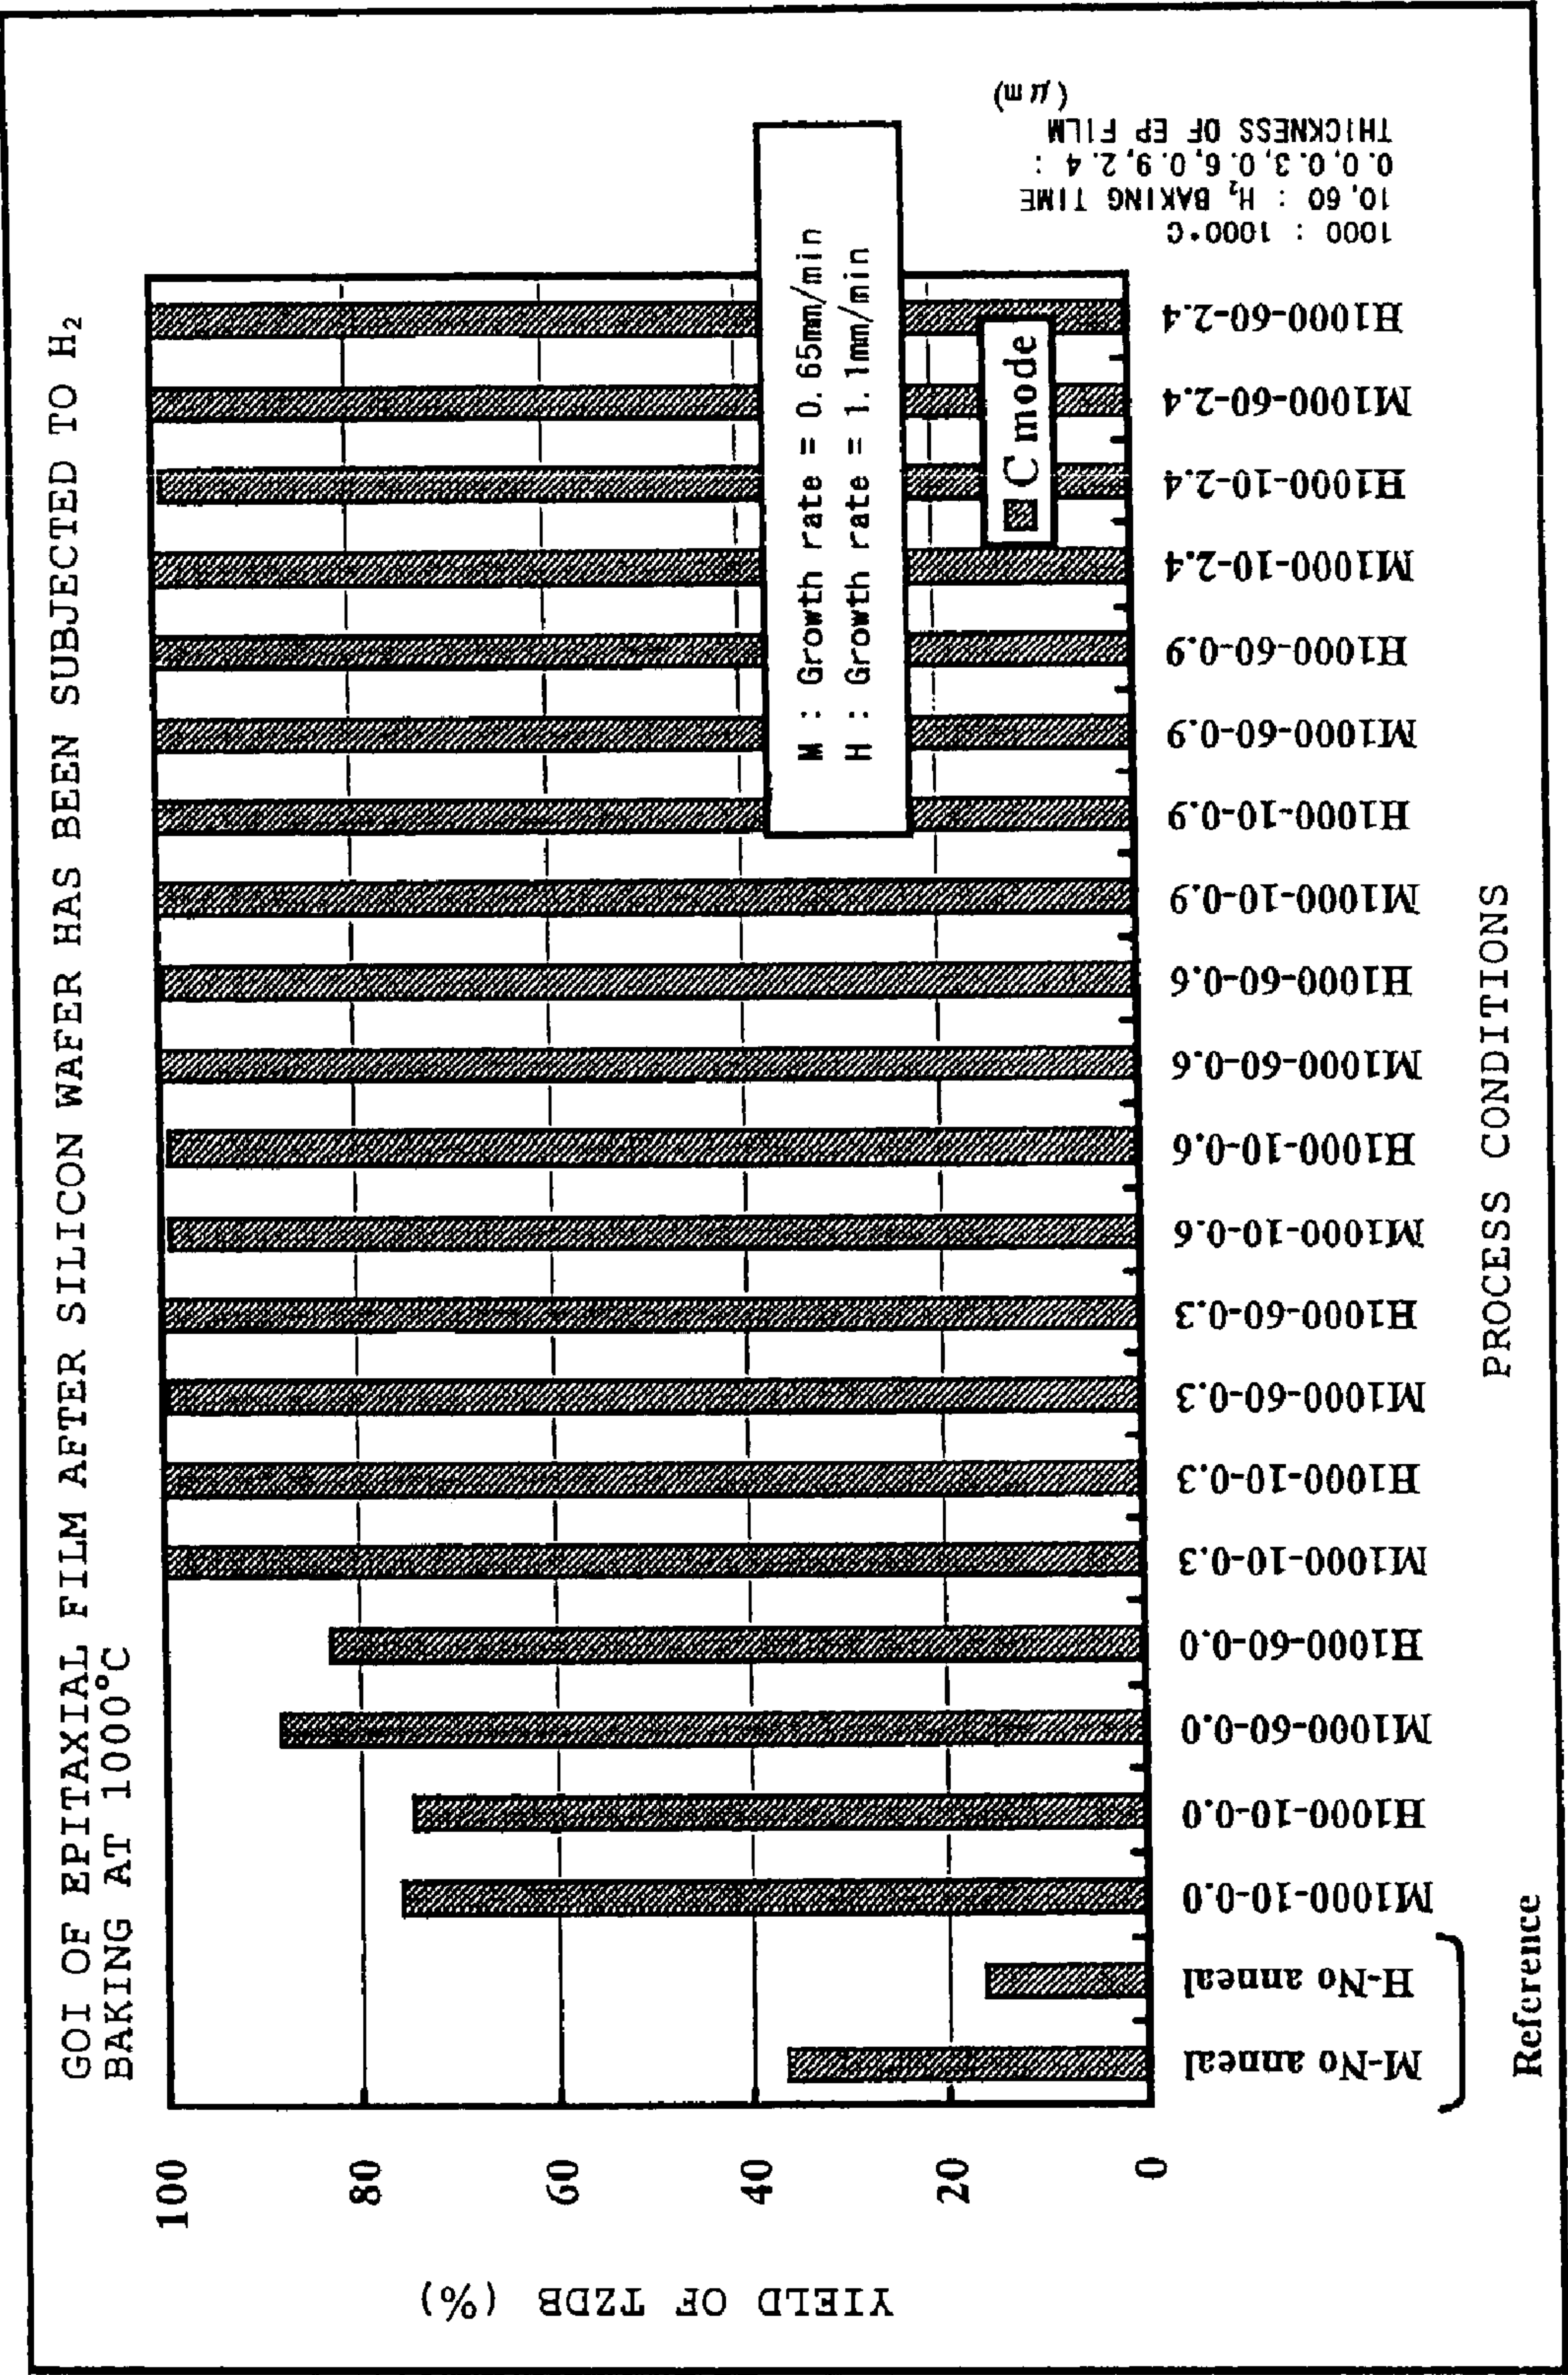 GOI OF EPITAXIAL FILM AFTER SILICON WAFER HAS BEEN SUBJECTED TO H₂
BAKING AT 1000°C
YIELD OF TZDB (%)
100
80
60
40
20
0
M : Growth rate = 0.65mm/min
H : Growth rate = 1.1mm/min
C mode
M-No anneal
H-No anneal
M1000-10-0.0
H1000-10-0.0
M1000-60-0.0
H1000-60-0.0
M1000-10-0.3
H1000-10-0.3
M1000-60-0.3
H1000-60-0.3
M1000-10-0.6
H1000-10-0.6
M1000-60-0.6
H1000-60-0.6
M1000-10-0.9
H1000-10-0.9
M1000-60-0.9
H1000-60-0.9
M1000-10-2.4
H1000-10-2.4
M1000-60-2.4
H1000-60-2.4
1000 : 1000°C
10,60 : H₂ BAKING TIME
0.0,0.3,0.6,0.9,2.4 :
THICKNESS OF EP FILM
(μm)
Reference
PROCESS CONDITIONS